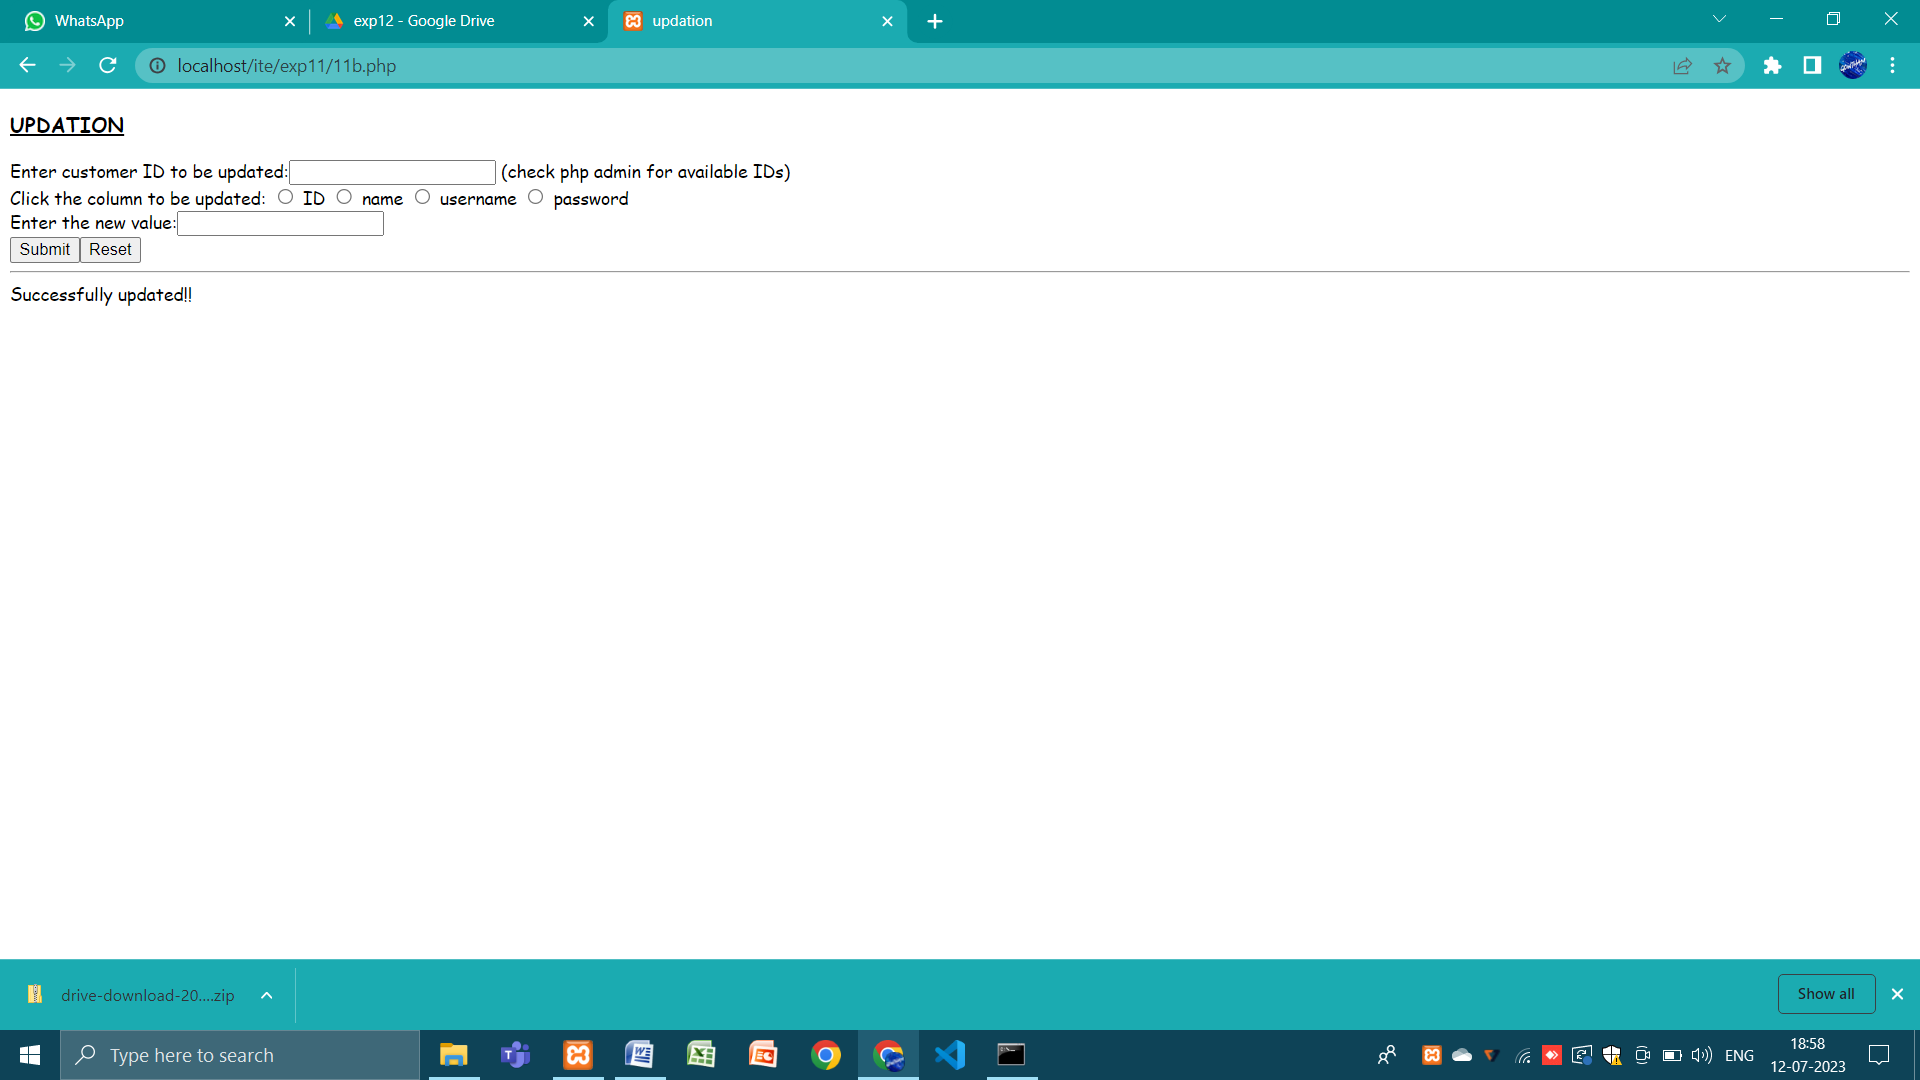 WhatsApp
exp12 - Google Drive
updation
localhost/ite/exp11/11b.php
UPDATION
Enter customer ID to be updated: (check php admin for available IDs)
Click the column to be updated: ID name username password
Enter the new value:
Submit Reset
Successfully updated!!
drive-download-20....zip
Show all
Type here to search
ENG
18:58
12-07-2023